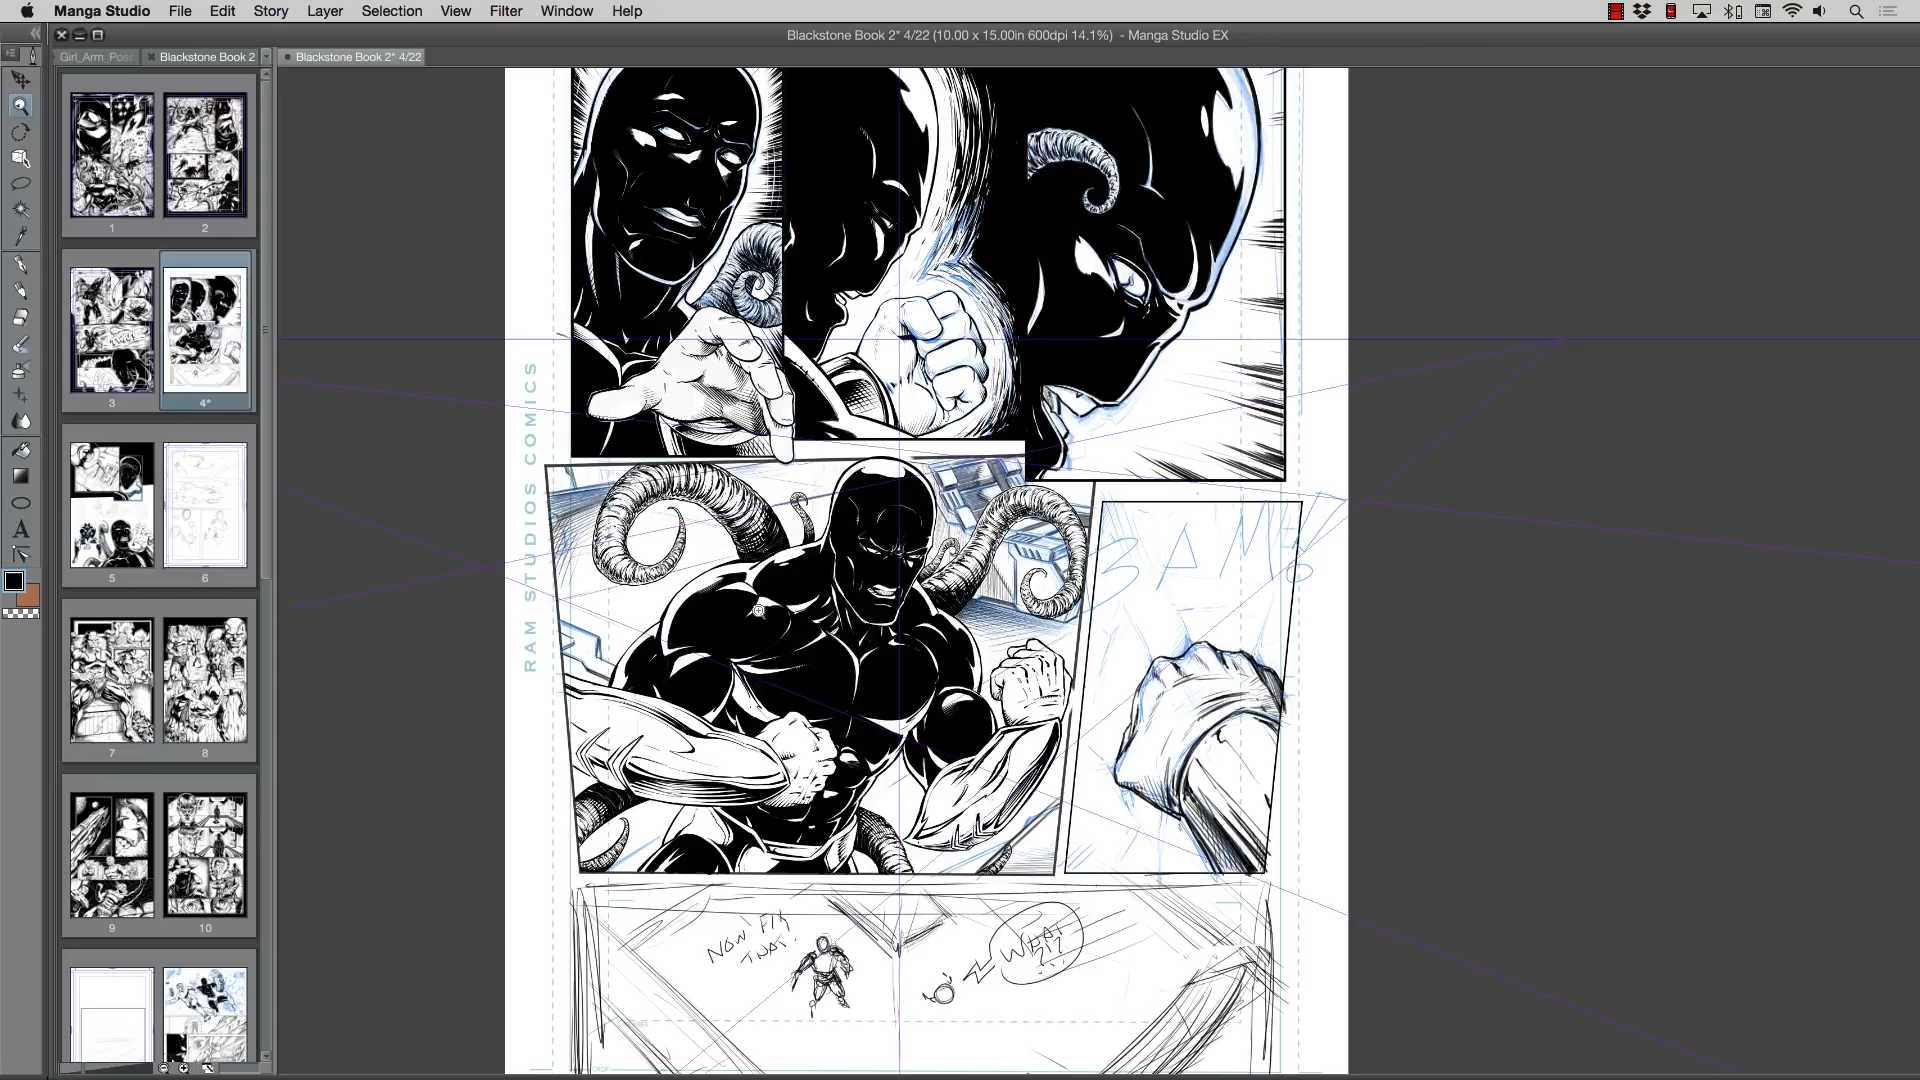 Manga Studio File Edit Story Layer Selection View Filter Window Help
Blackstone Book 2* 4/22 (10.00 x 15.00in 600dpi 14.1%) - Manga Studio EX
Girl_Arm_Pose
Blackstone Book 2
Blackstone Book 2* 4/22
1
2
3
4*
5
6
7
8
9
10
A
RAM STUDIOS COMICS
BAM!
NOW FIX
THAT!
WHAT
?!?